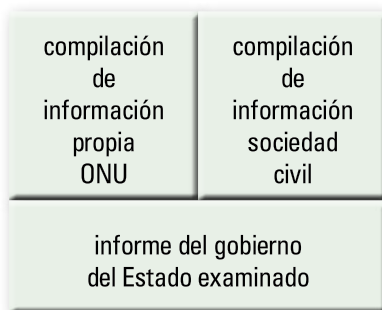 compilación
de
información
propia
ONU
compilación
de
información
sociedad
civil
informe del gobierno
del Estado examinado